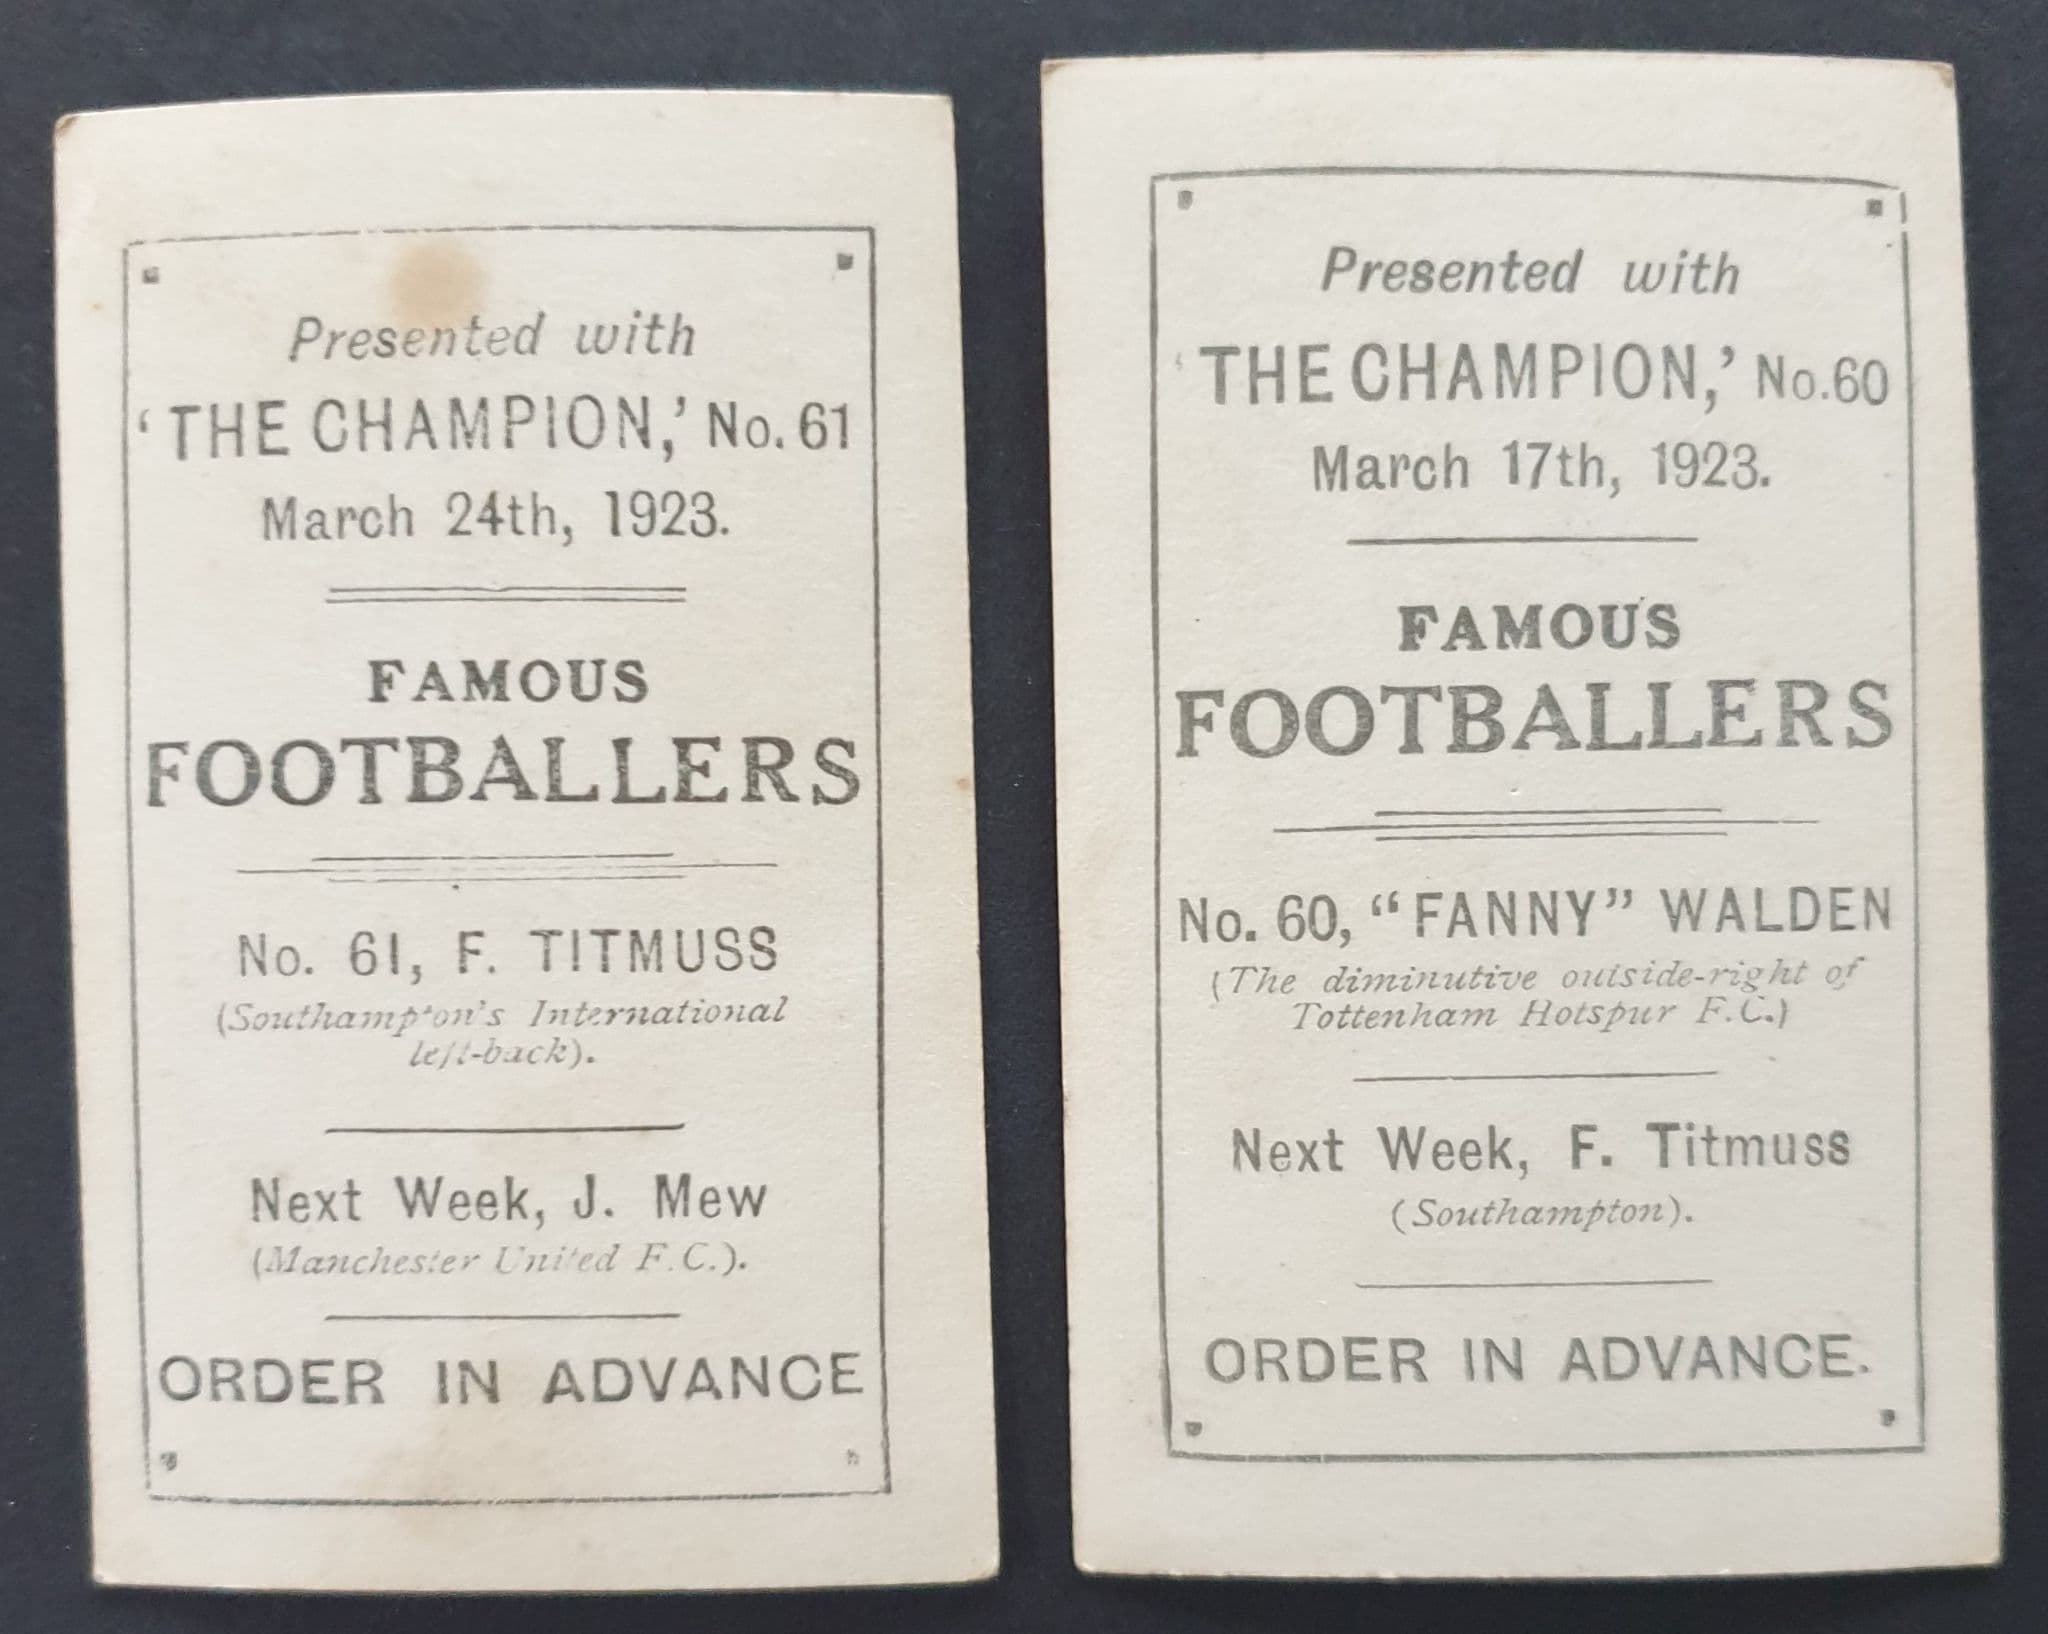 Presented with
‘THE CHAMPION,’ No. 61
March 24th, 1923.
FAMOUS
FOOTBALLERS
No. 61, F. TITMUSS
(Southampton's International
left-back).
Next Week, J. Mew
(Manchester United F.C.).
ORDER IN ADVANCE
Presented with
‘THE CHAMPION,’ No.60
March 17th, 1923.
FAMOUS
FOOTBALLERS
No. 60, “FANNY” WALDEN
(The diminutive outside-right of
Tottenham Hotspur F.C.)
Next Week, F. Titmuss
(Southampton).
ORDER IN ADVANCE.